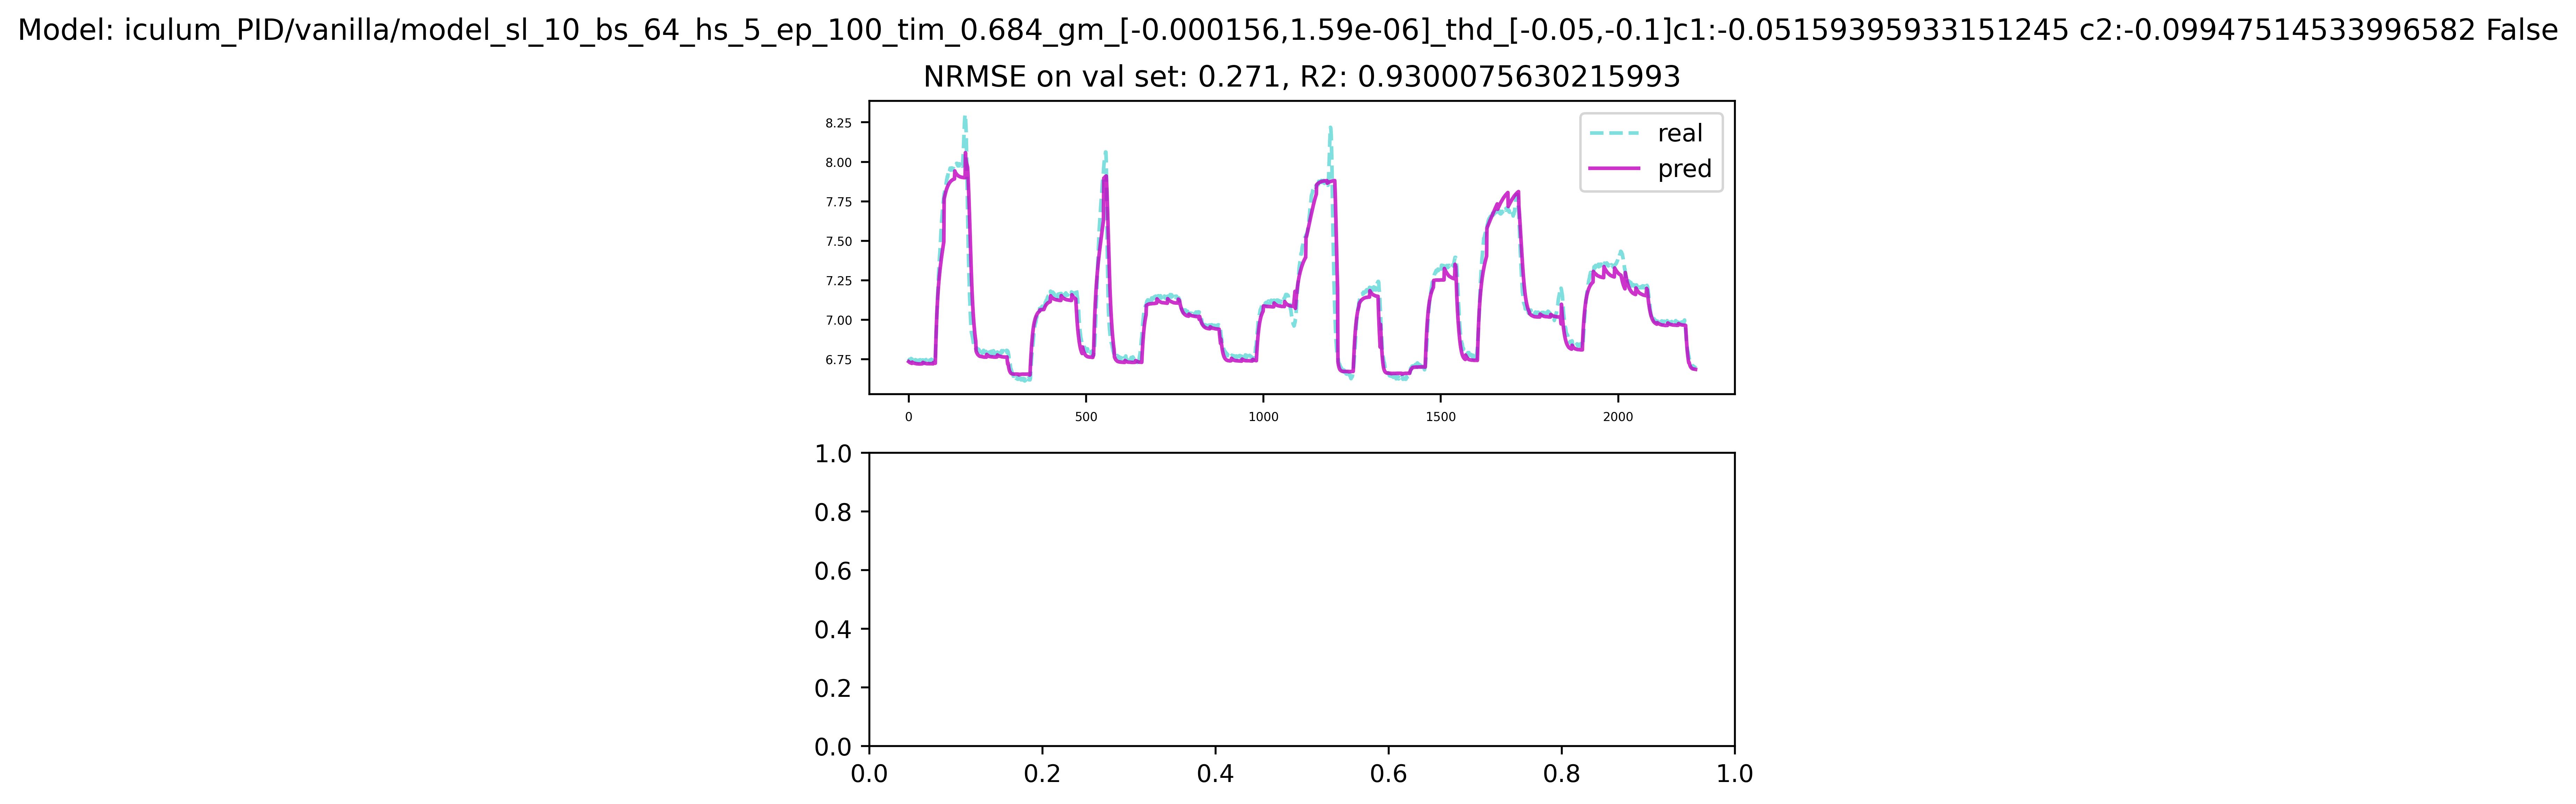 Model: iculum_PID/vanilla/model_sl_10_bs_64_hs_5_ep_100_tim_0.684_gm_[-0.000156,1.59e-06]_thd_[-0.05,-0.1]c1:-0.05159395933151245 c2:-0.09947514533996582 False
NRMSE on val set: 0.271, R2: 0.9300075630215993
real
pred
8.25
8.00
7.75
7.50
7.25
7.00
6.75
0 500 1000 1500 2000
1.0
0.8
0.6
0.4
0.2
0.0
0.0 0.2 0.4 0.6 0.8 1.0